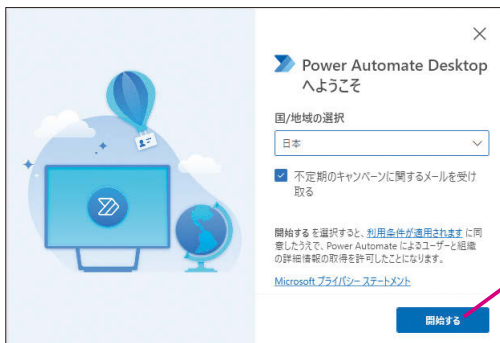 Power Automate Desktop
へようこそ
国/地域の選択
日本
不定期のキャンペーンに関するメールを受け
取る
開始する を選択すると、利用条件が適用されます に同
意したうえで、Power Automate によるユーザーと組織
の詳細情報の取得を許可したことになります。
Microsoft プライバシー ステートメント
開始する